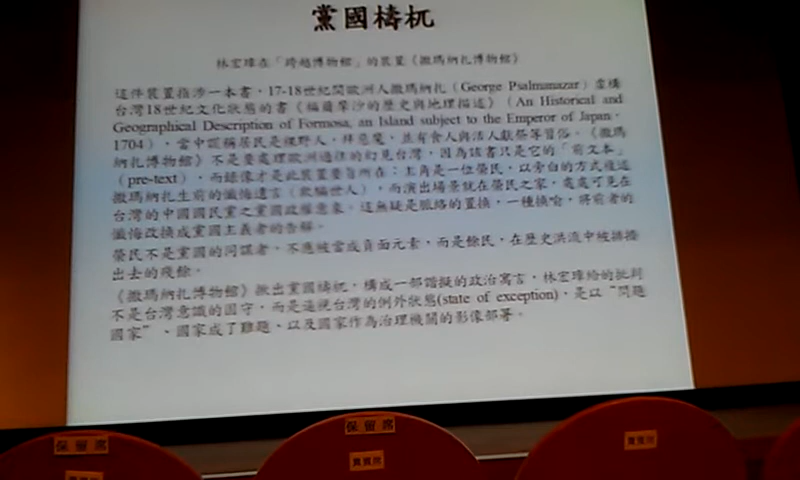 黨國檮杌
林宏璋在「跨越博物館」的裝置《撒瑪納札博物館》
這件裝置指涉一本書，17-18世紀間歐洲人撒瑪納札（George Psalmanazar）虛構
台灣18世紀文化狀態的書《福爾摩沙的歷史與地理描述》（An Historical and
Geographical Description of Formosa, an Island subject to the Emperor of Japan,
1704），當中謊稱居民是裸野人、拜惡魔，並有食人與活人獻祭等習俗。《撒瑪
納札博物館》不是要處理歐洲過往的幻見台灣，因為該書只是它的「前文本」
（pre-text），而錄像才是此裝置要旨所在：主角是一位榮民，以旁白的方式複述
撒瑪納札生前的懺悔遺言（欺騙世人），而演出場景就在榮民之家，處處可見在
台灣的中國國民黨之黨國政權意象。這無疑是脈絡的置換，一種換喻，將前者的
懺悔改換成黨國主義者的告解。
榮民不是黨國的同謀者，不應被當成負面元素，而是餘民，在歷史洪流中被排擠
出去的殘餘。
《撒瑪納札博物館》揪出黨國檮杌，構成一部諧擬的政治寓言，林宏璋給的批判
不是台灣意識的固守，而是逼視台灣的例外狀態(state of exception)，是以“問題
國家”、國家成了難題、以及國家作為治理機關的影像部署。
保留席
保留席
貴賓席
貴賓席